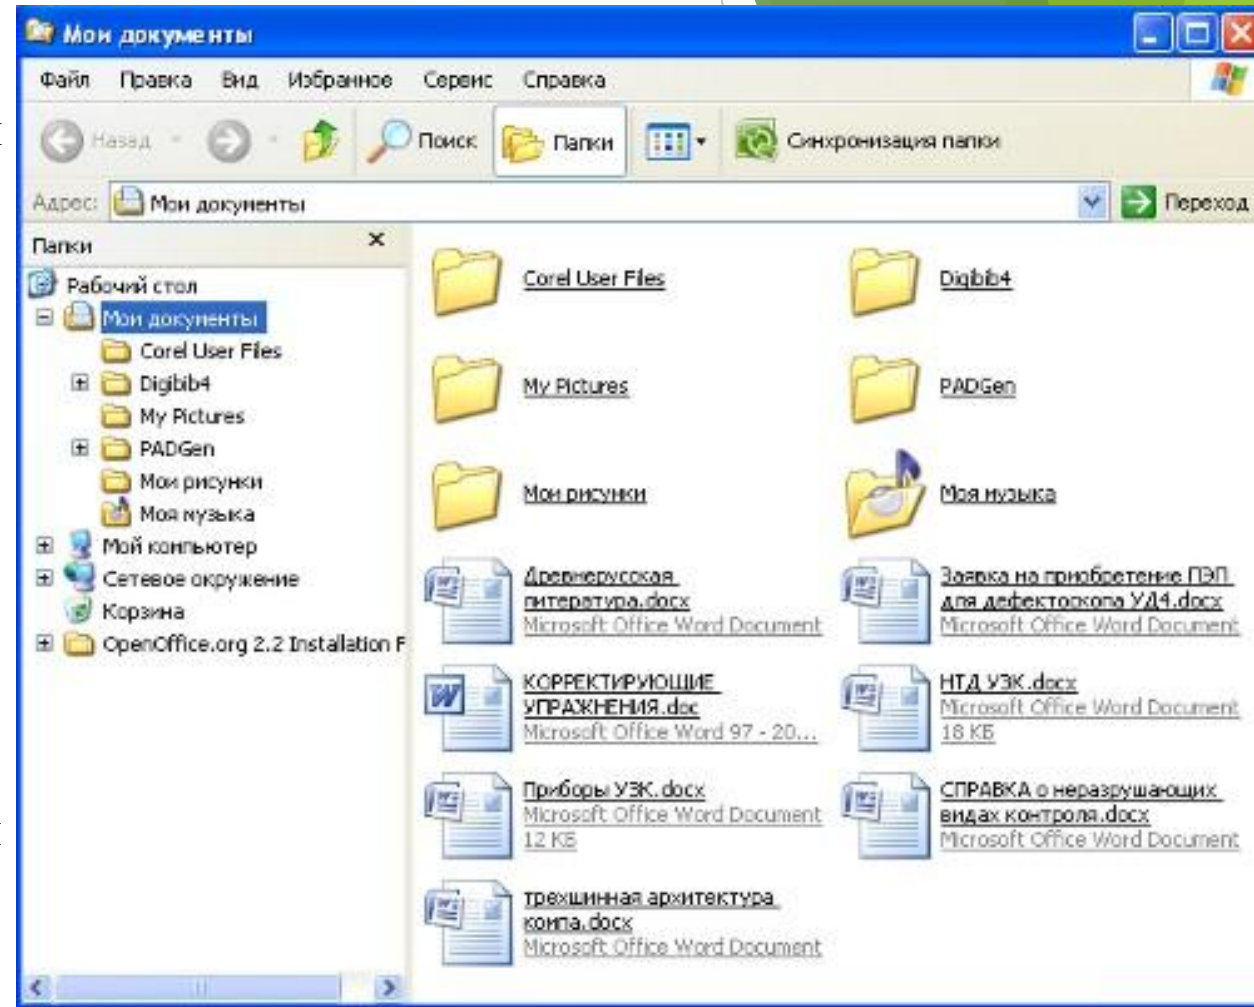 Мои документы
Файл Правка Вид Избранное Сервис Справка
Назад Поиск Папки Синхронизация папки
Адрес: Мои документы Переход
Папки
Рабочий стол
Мои документы
Corel User Files
Digibib4
My Pictures
PADGen
Мои рисунки
Моя музыка
Мой компьютер
Сетевое окружение
Корзина
OpenOffice.org 2.2 Installation F
Corel User Files
Digibib4
My Pictures
PADGen
Мои рисунки
Моя музыка
Древнерусская
литература.docx
Microsoft Office Word Document
Заявка на приобретение ПЭП
для дефектоскопа УД4.docx
Microsoft Office Word Document
КОРРЕКТИРУЮЩИЕ
УПРАЖНЕНИЯ.doc
Microsoft Office Word 97 - 20...
НТД УЗК.docx
Microsoft Office Word Document
18 КБ
Приборы УЗК.docx
Microsoft Office Word Document
12 КБ
СПРАВКА о неразрушающих
видах контроля.docx
Microsoft Office Word Document
трехшинная архитектура
компа.docx
Microsoft Office Word Document